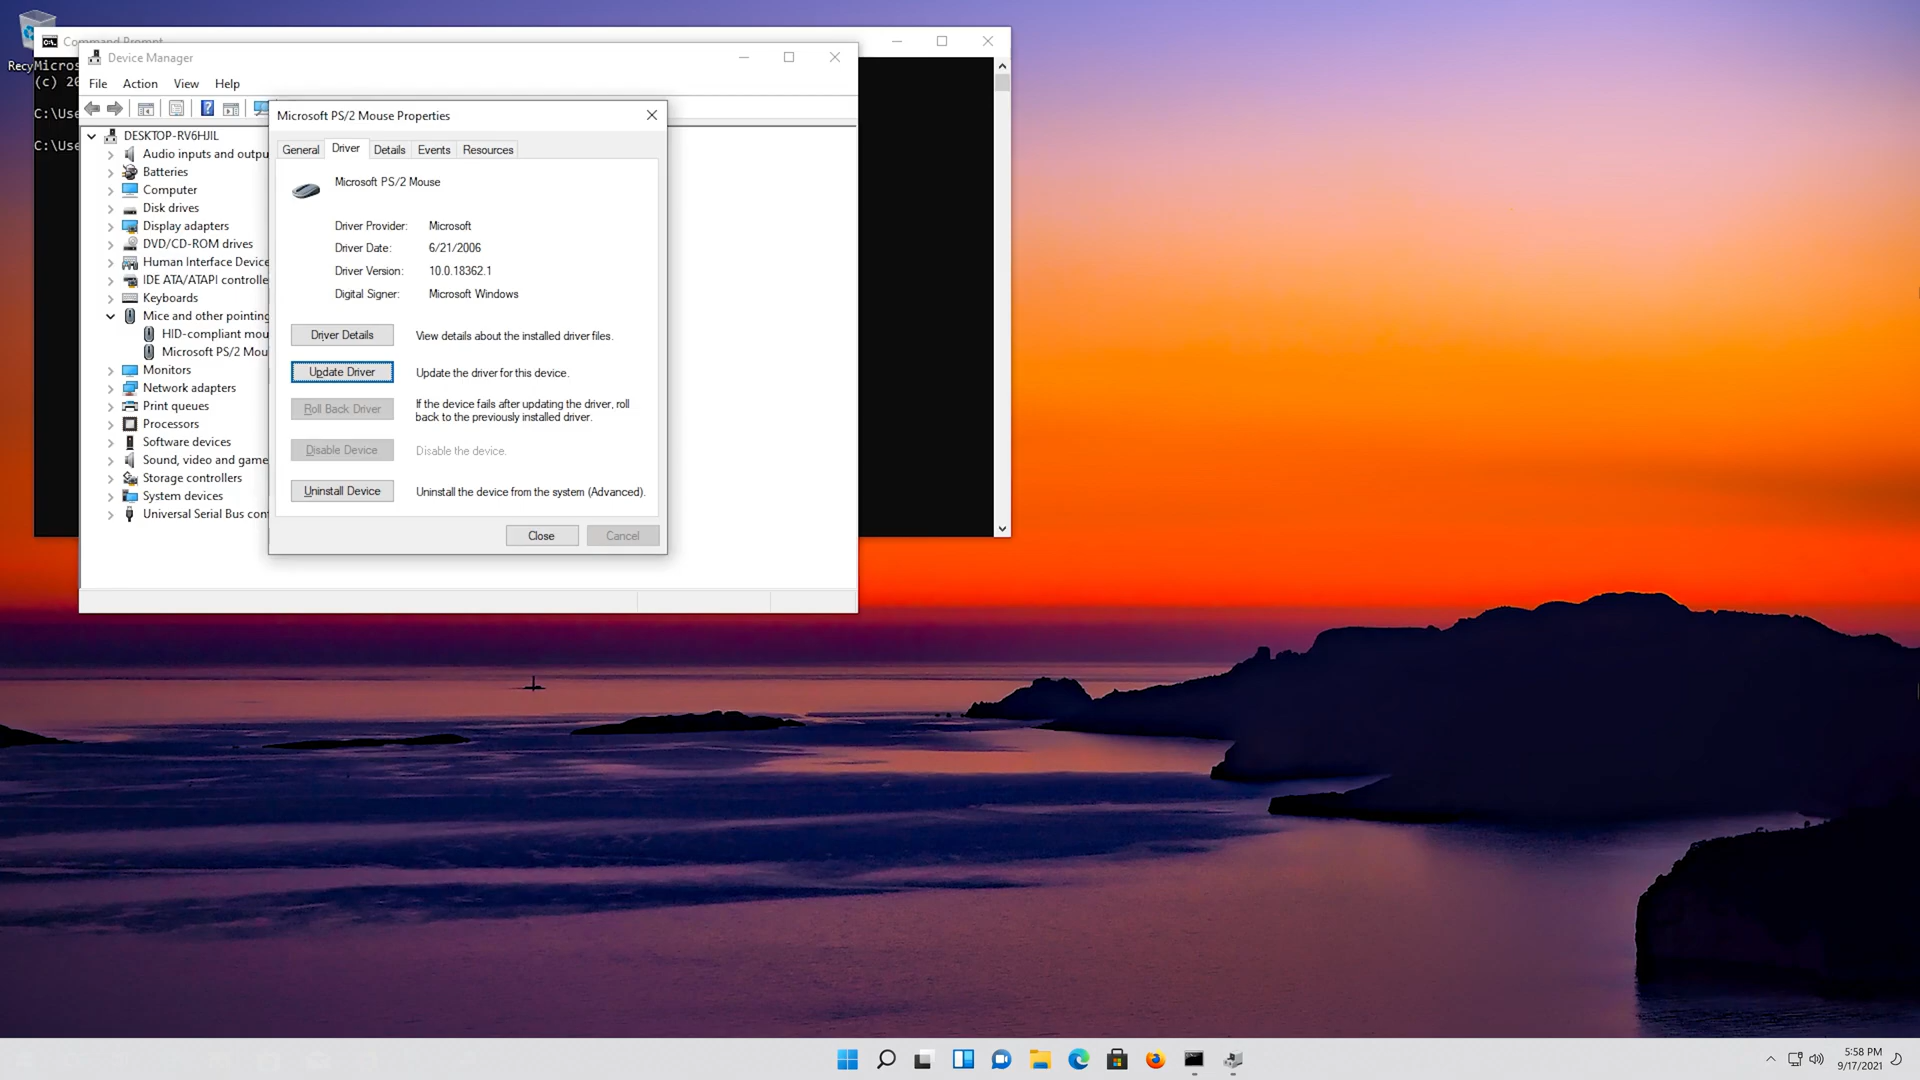 Recy
Command Prompt
Micros
(c) 20
C:\Use
C:\Use
Device Manager
File Action View Help
DESKTOP-RV6HJIL
Audio inputs and outpu
Batteries
Computer
Disk drives
Display adapters
DVD/CD-ROM drives
Human Interface Device
IDE ATA/ATAPI controlle
Keyboards
Mice and other pointing
HID-compliant mou
Microsoft PS/2 Mou
Monitors
Network adapters
Print queues
Processors
Software devices
Sound, video and game
Storage controllers
System devices
Universal Serial Bus cont
Microsoft PS/2 Mouse Properties
General Driver Details Events Resources
Microsoft PS/2 Mouse
Driver Provider: Microsoft
Driver Date: 6/21/2006
Driver Version: 10.0.18362.1
Digital Signer: Microsoft Windows
Driver Details View details about the installed driver files.
Update Driver Update the driver for this device.
Roll Back Driver If the device fails after updating the driver, roll
back to the previously installed driver.
Disable Device Disable the device.
Uninstall Device Uninstall the device from the system (Advanced).
Close Cancel
5:58 PM
9/17/2021